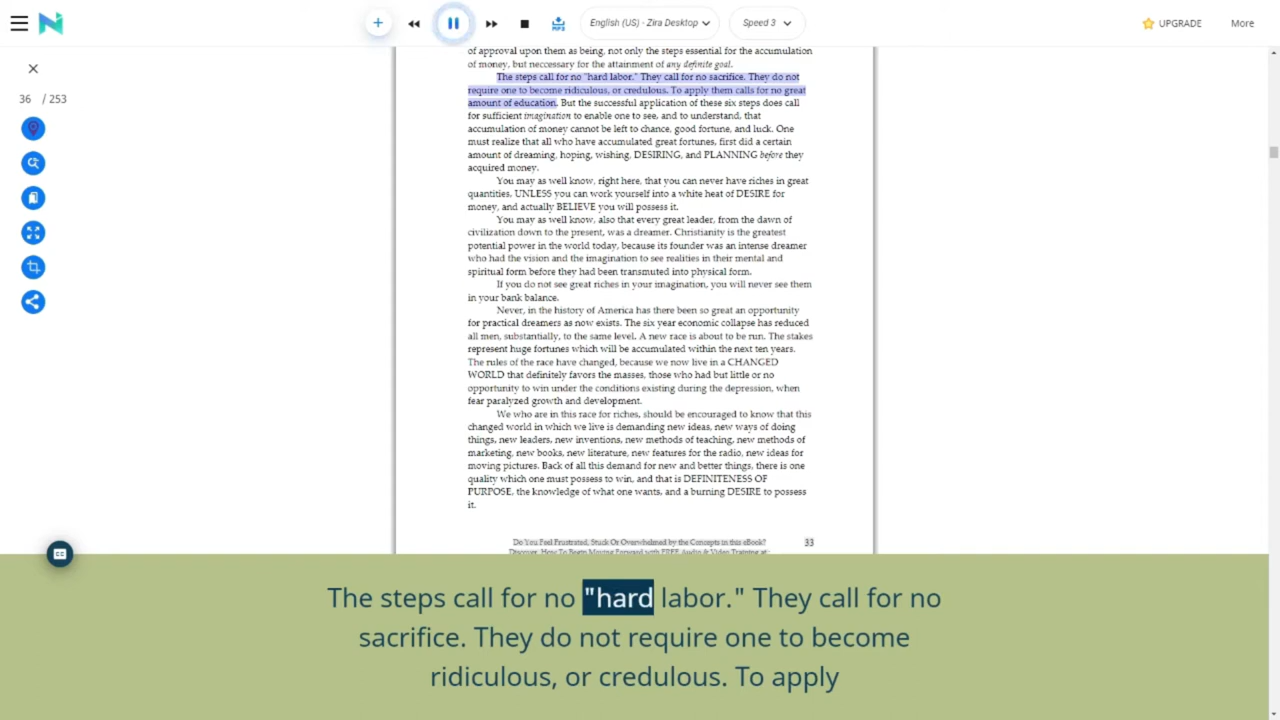 English (US) - Zira Desktop
Speed 3
UPGRADE
More
36 / 253
of approval upon them as being, not only the steps essential for the accumulation
of money, but neccessary for the attainment of any definite goal.
The steps call for no "hard labor." They call for no sacrifice. They do not
require one to become ridiculous, or credulous. To apply them calls for no great
amount of education. But the successful application of these six steps does call
for sufficient imagination to enable one to see, and to understand, that
accumulation of money cannot be left to chance, good fortune, and luck. One
must realize that all who have accumulated great fortunes, first did a certain
amount of dreaming, hoping, wishing, DESIRING, and PLANNING before they
acquired money.
You may as well know, right here, that you can never have riches in great
quantities, UNLESS you can work yourself into a white heat of DESIRE for
money, and actually BELIEVE you will possess it.
You may as well know, also that every great leader, from the dawn of
civilization down to the present, was a dreamer. Christianity is the greatest
potential power in the world today, because its founder was an intense dreamer
who had the vision and the imagination to see realities in their mental and
spiritual form before they had been transmuted into physical form.
If you do not see great riches in your imagination, you will never see them
in your bank balance.
Never, in the history of America has there been so great an opportunity
for practical dreamers as now exists. The six year economic collapse has reduced
all men, substantially, to the same level. A new race is about to be run. The stakes
represent huge fortunes which will be accumulated within the next ten years.
The rules of the race have changed, because we now live in a CHANGED
WORLD that definitely favors the masses, those who had but little or no
opportunity to win under the conditions existing during the depression, when
fear paralyzed growth and development.
We who are in this race for riches, should be encouraged to know that this
changed world in which we live is demanding new ideas, new ways of doing
things, new leaders, new inventions, new methods of teaching, new methods of
marketing, new books, new literature, new features for the radio, new ideas for
moving pictures. Back of all this demand for new and better things, there is one
quality which one must possess to win, and that is DEFINITENESS OF
PURPOSE, the knowledge of what one wants, and a burning DESIRE to possess
it.
Do You Feel Frustrated, Stuck Or Overwhelmed by the Concepts in this eBook? 33
Discover How To Begin Moving Forward with FREE Audio & Video Training at:
CC
The steps call for no "hard labor." They call for no
sacrifice. They do not require one to become
ridiculous, or credulous. To apply